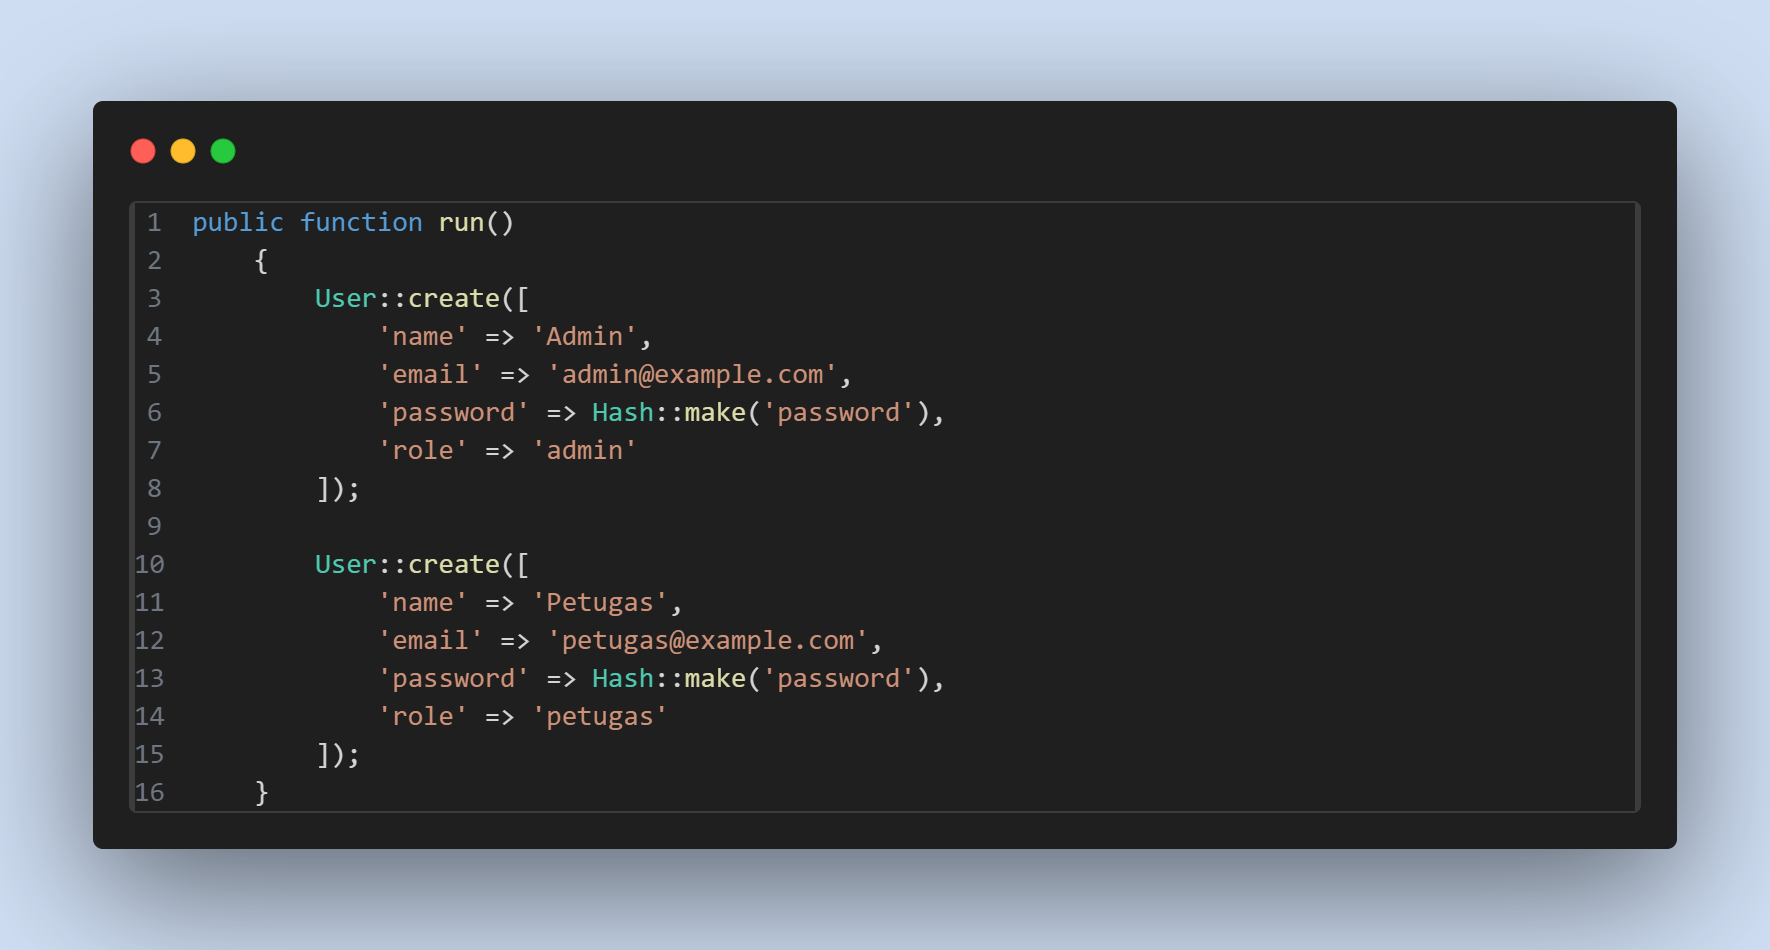 1 public function run()
2     {
3         User::create([
4             'name' => 'Admin',
5             'email' => 'admin@example.com',
6             'password' => Hash::make('password'),
7             'role' => 'admin'
8         ]);
9
10         User::create([
11             'name' => 'Petugas',
12             'email' => 'petugas@example.com',
13             'password' => Hash::make('password'),
14             'role' => 'petugas'
15         ]);
16     }